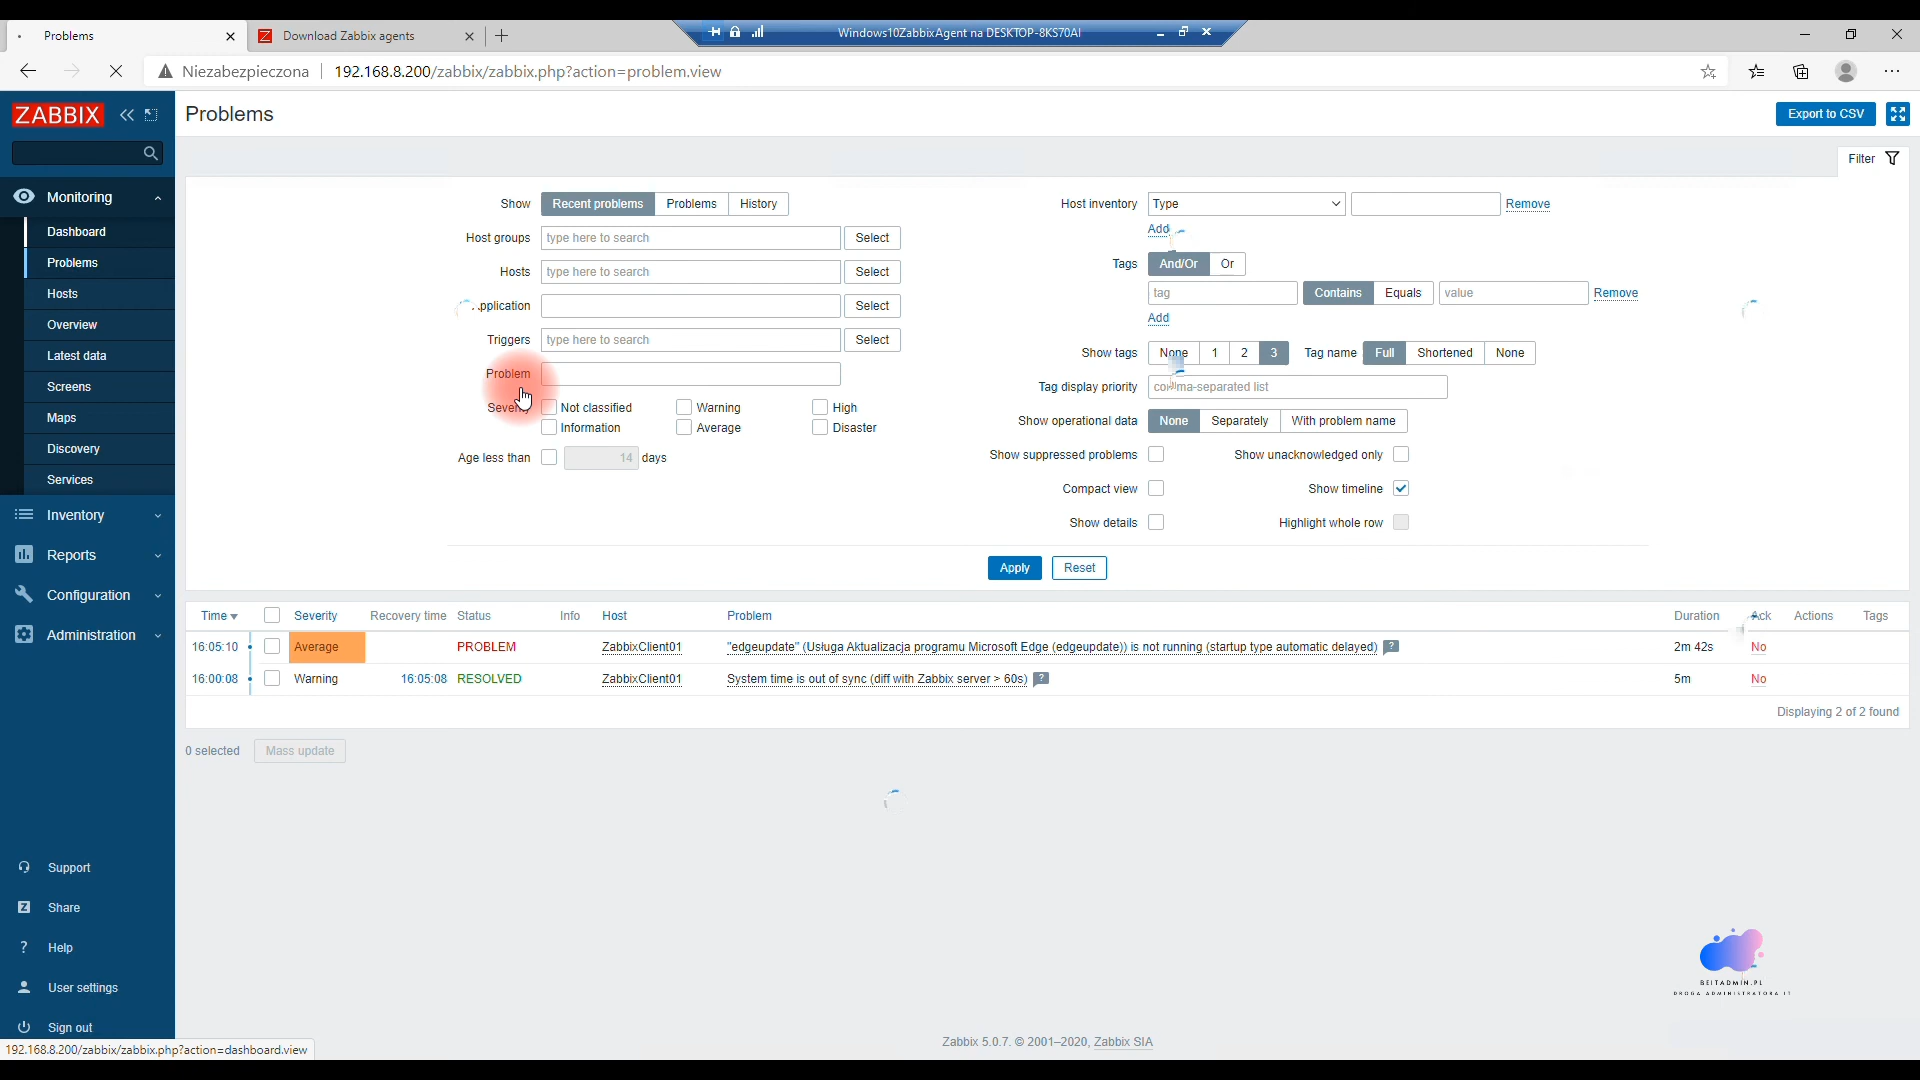 Problems
Download Zabbix agents
Windows10ZabbixAgent na DESKTOP-8KS70AI
Niezabezpieczona
192.168.8.200/zabbix/zabbix.php?action=problem.view
ZABBIX
Problems
Export to CSV
Filter
Monitoring
Dashboard
Problems
Hosts
Overview
Latest data
Screens
Maps
Discovery
Services
Inventory
Reports
Configuration
Administration
Support
Share
Help
User settings
Sign out
Show Recent problems Problems History
Host groups type here to search Select
Hosts type here to search Select
Application Select
Triggers type here to search Select
Problem
Severity Not classified Warning High
Information Average Disaster
Age less than 14 days
Host inventory Type Remove
Add
Tags And/Or Or
tag Contains Equals value Remove
Add
Show tags None 1 2 3 Tag name Full Shortened None
Tag display priority comma-separated list
Show operational data None Separately With problem name
Show suppressed problems Show unacknowledged only
Compact view Show timeline
Show details Highlight whole row
Apply Reset
Time Severity Recovery time Status Info Host Problem Duration Ack Actions Tags
16:05:10 Average PROBLEM ZabbixClient01 "edgeupdate" (Usługa Aktualizacja programu Microsoft Edge (edgeupdate)) is not running (startup type automatic delayed) ? 2m 42s No
16:00:08 Warning 16:05:08 RESOLVED ZabbixClient01 System time is out of sync (diff with Zabbix server > 60s) ? 5m No
Displaying 2 of 2 found
0 selected Mass update
BEITADMIN.PL
DROGA ADMINISTRATORA IT
Zabbix 5.0.7. © 2001–2020, Zabbix SIA
192.168.8.200/zabbix/zabbix.php?action=dashboard.view